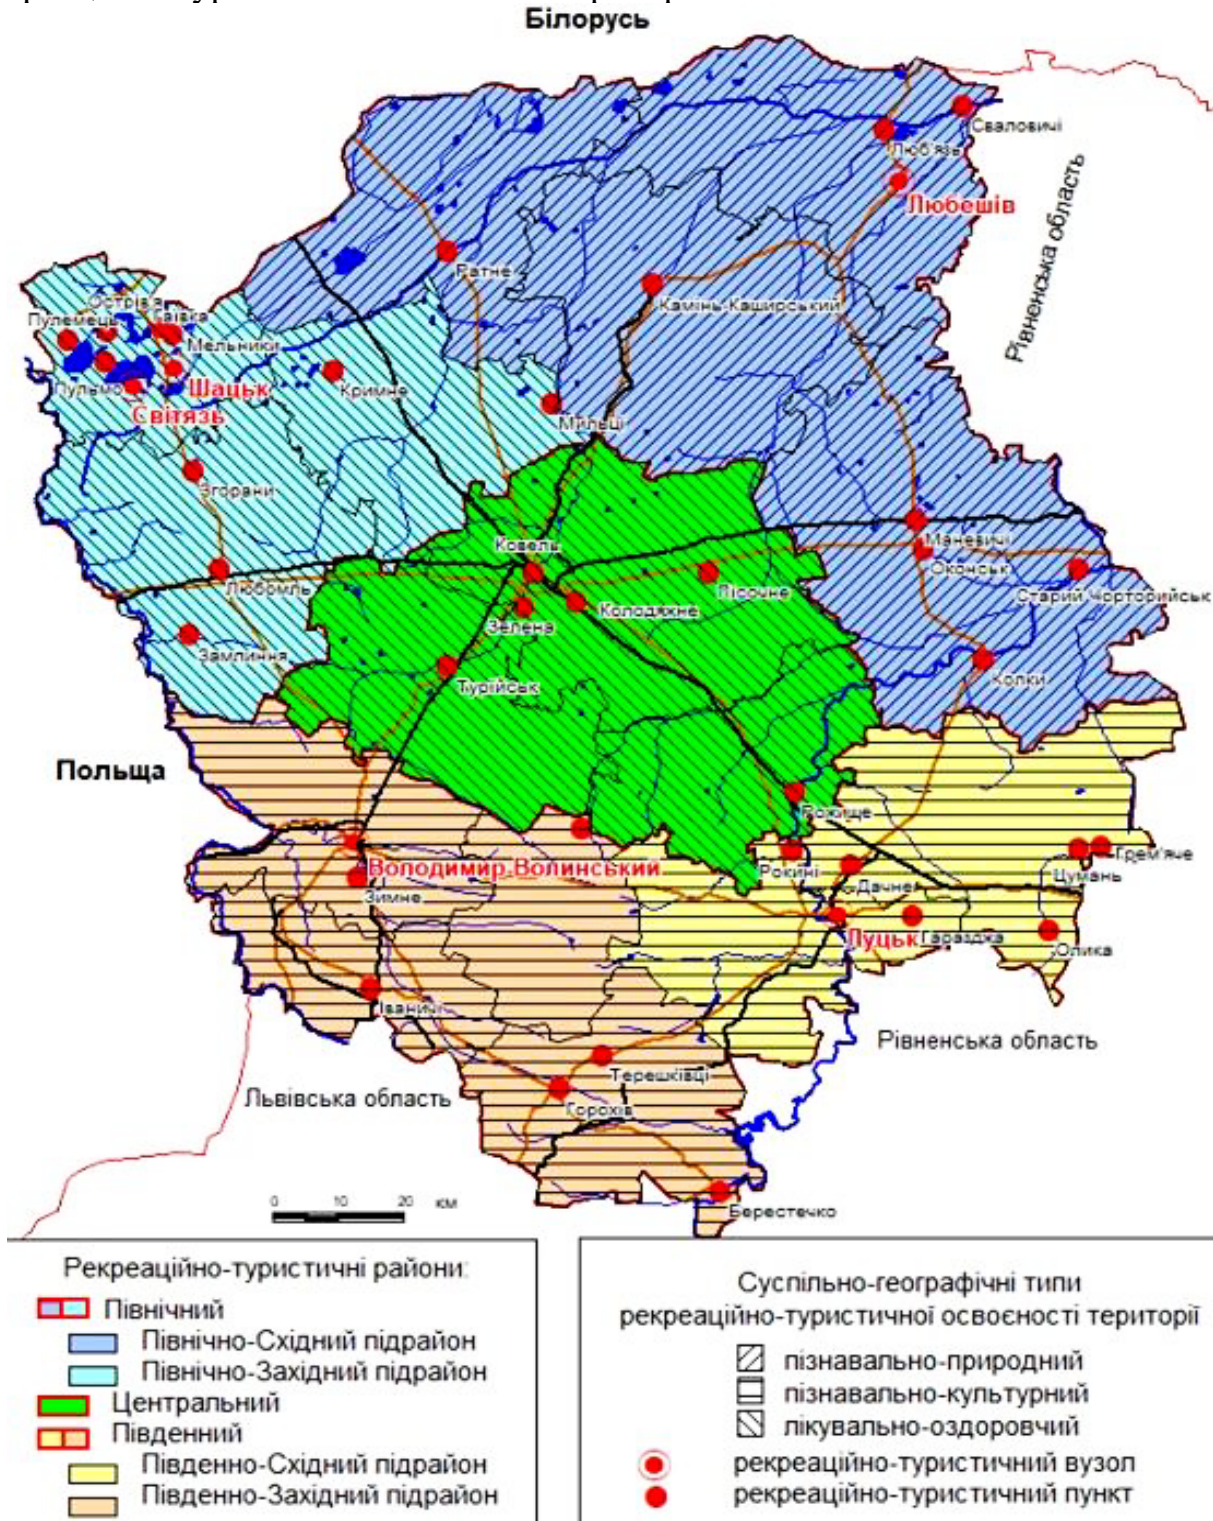 Білорусь
Сваловичі
Люб'язь
Любешів
Рівненська область
Ратне
Камінь-Каширський
Острів'я
Гаївка
Пулемець
Мельники
Пульмо
Шацьк
Світязь
Кримне
Мильці
Згорани
Ковель
Маневичі
Оконськ
Любомль
Лісочне
Старий Чорторийськ
Колодяжне
Зелена
Замлиння
Турійськ
Колки
Польща
Рожище
Володимир-Волинський
Рокині
Грем'яче
Цумань
Зимне
Дачне
Луцьк
Гаразджа
Олика
Іваничі
Рівненська область
Терешківці
Львівська область
Горохів
0 10 20 км
Берестечко
Рекреаційно-туристичні райони:
Північний
Північно-Східний підрайон
Північно-Західний підрайон
Центральний
Південний
Південно-Східний підрайон
Південно-Західний підрайон
Суспільно-географічні типи
рекреаційно-туристичної освоєності території
пізнавально-природний
пізнавально-культурний
лікувально-оздоровчий
рекреаційно-туристичний вузол
рекреаційно-туристичний пункт